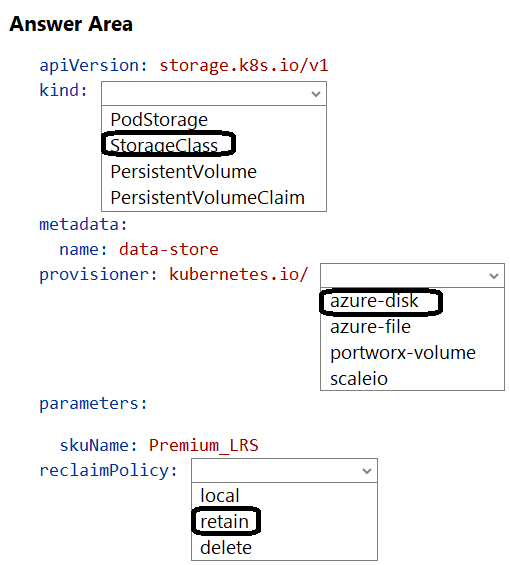 Answer Area
apiVersion: storage.k8s.io/v1
kind:
PodStorage
StorageClass
PersistentVolume
PersistentVolumeClaim
metadata:
name: data-store
provisioner: kubernetes.io/
azure-disk
azure-file
portworx-volume
scaleio
parameters:
skuName: Premium_LRS
reclaimPolicy:
local
retain
delete